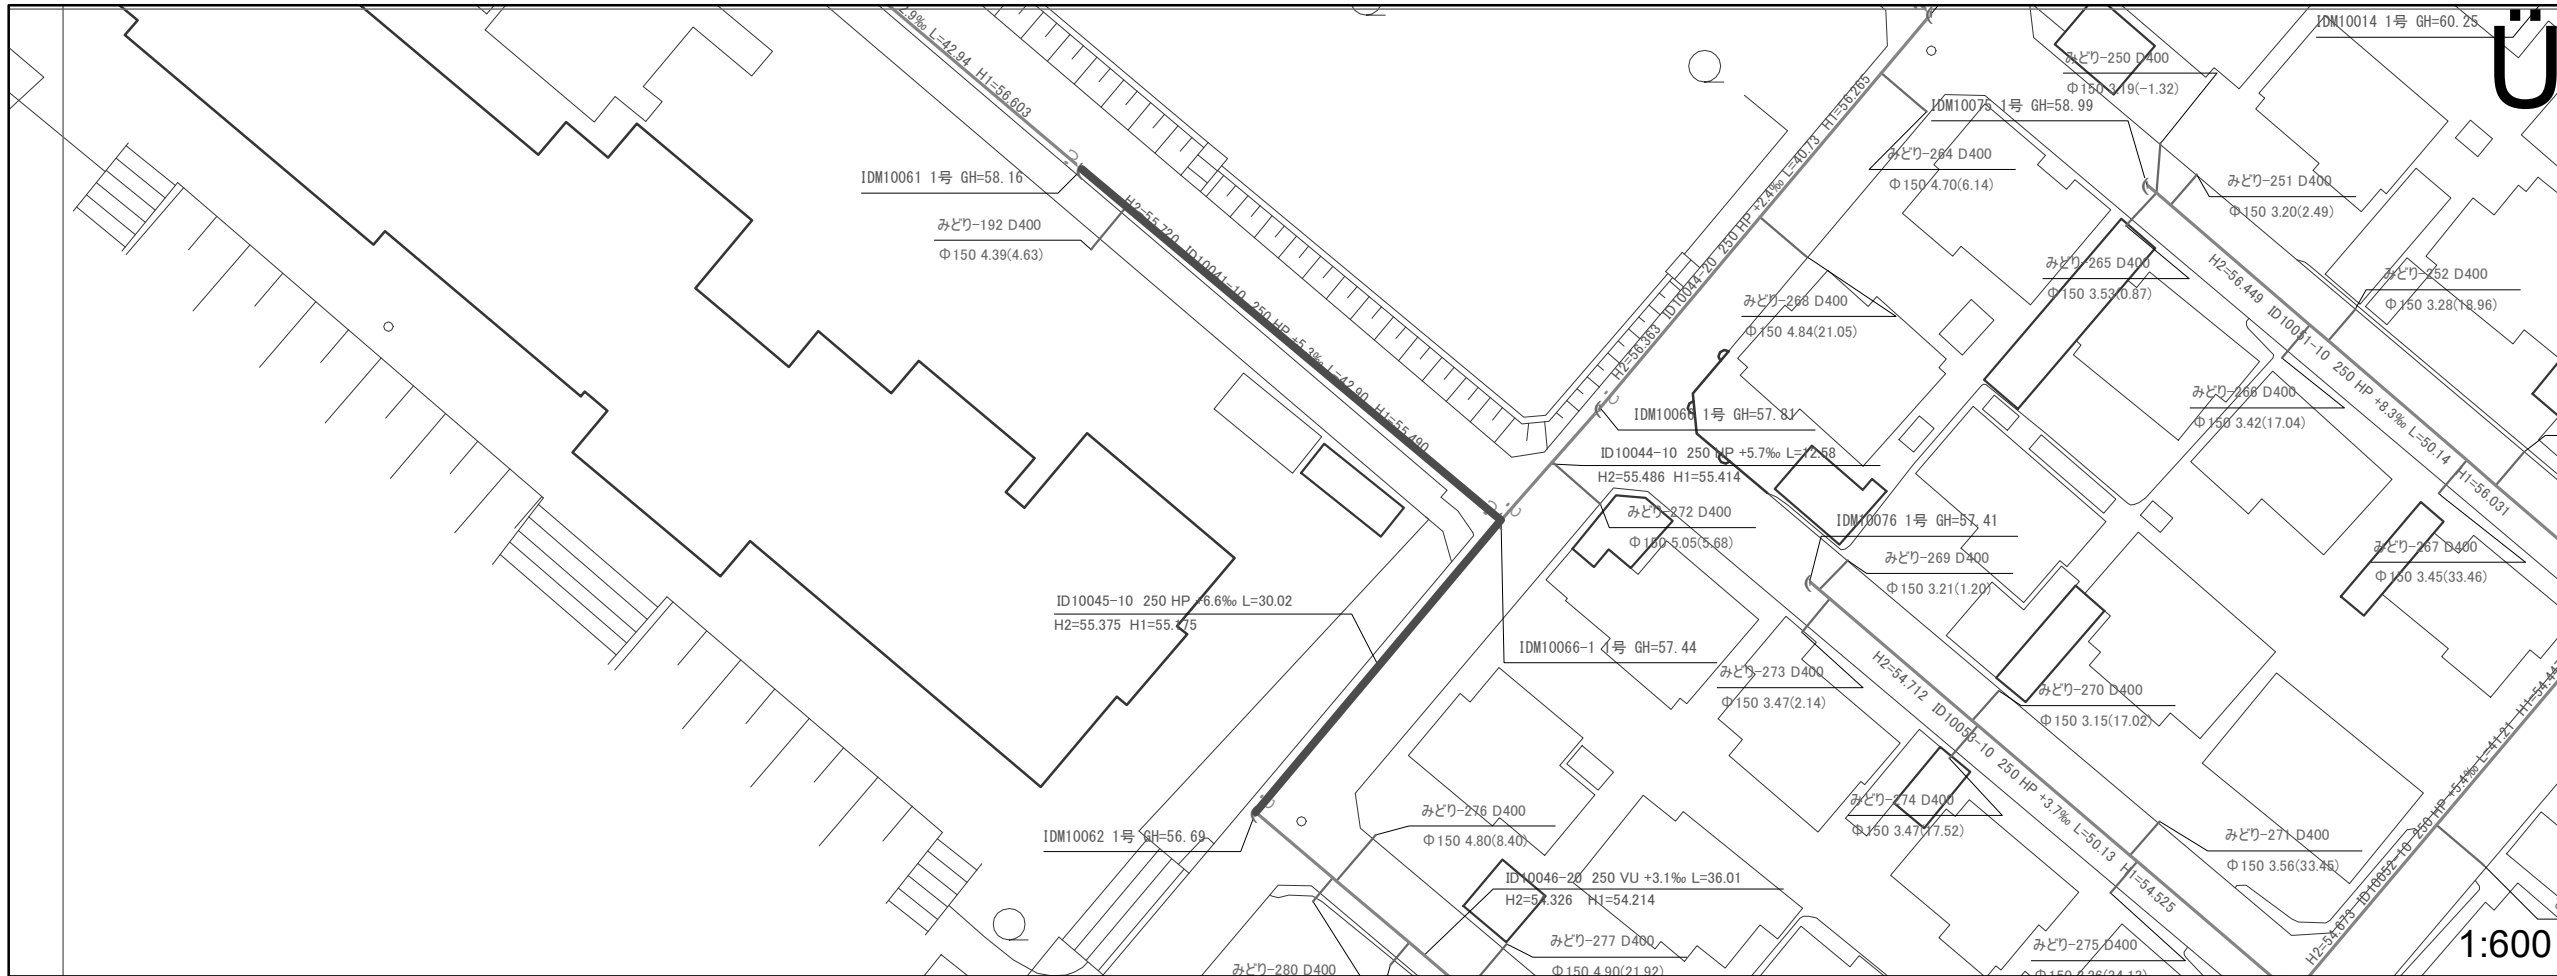 IDM10014 1号 GH=60.25
Ü
2.9‰ L=42.94 H1=56.603
みどり-250 D400
Φ150 3.19(-1.32)
IDM10075 1号 GH=58.99
IDM10061 1号 GH=58.16
みどり-192 D400
Φ150 4.39(4.63)
H2=55.720 ID10041-10 250 HP +5.3‰ L=42.90 H1=55.490
H2=56.363 ID10044-20 250 HP +2.4‰ L=40.73 H1=56.265
みどり-264 D400
Φ150 4.70(6.14)
みどり-251 D400
Φ150 3.20(2.49)
みどり-265 D400
Φ150 3.53(0.87)
みどり-252 D400
Φ150 3.28(18.96)
みどり-268 D400
Φ150 4.84(21.05)
H2=56.449 ID10051-10 250 HP +8.3‰ L=50.14 H1=56.031
みどり-266 D400
Φ150 3.42(17.04)
IDM10066 1号 GH=57.81
ID10044-10 250 HP +5.7‰ L=12.58
H2=55.486 H1=55.414
みどり-272 D400
Φ150 5.05(5.68)
IDM10076 1号 GH=57.41
みどり-269 D400
Φ150 3.21(1.20)
みどり-267 D400
Φ150 3.45(33.46)
ID10045-10 250 HP +6.6‰ L=30.02
H2=55.375 H1=55.175
IDM10066-1 1号 GH=57.44
みどり-273 D400
Φ150 3.47(2.14)
みどり-270 D400
Φ150 3.15(17.02)
H2=54.712 ID10053-10 250 HP +3.7‰ L=50.13 H1=54.525
みどり-274 D400
Φ150 3.47(17.52)
みどり-276 D400
Φ150 4.80(8.40)
IDM10062 1号 GH=56.69
みどり-271 D400
Φ150 3.56(33.45)
H2=54.673 ID10052-10 250 HP +5.4‰ L=41.21
ID10046-20 250 VU +3.1‰ L=36.01
H2=54.326 H1=54.214
みどり-277 D400
Φ150 4.90(21.92)
みどり-275 D400
みどり-280 D400
1:600